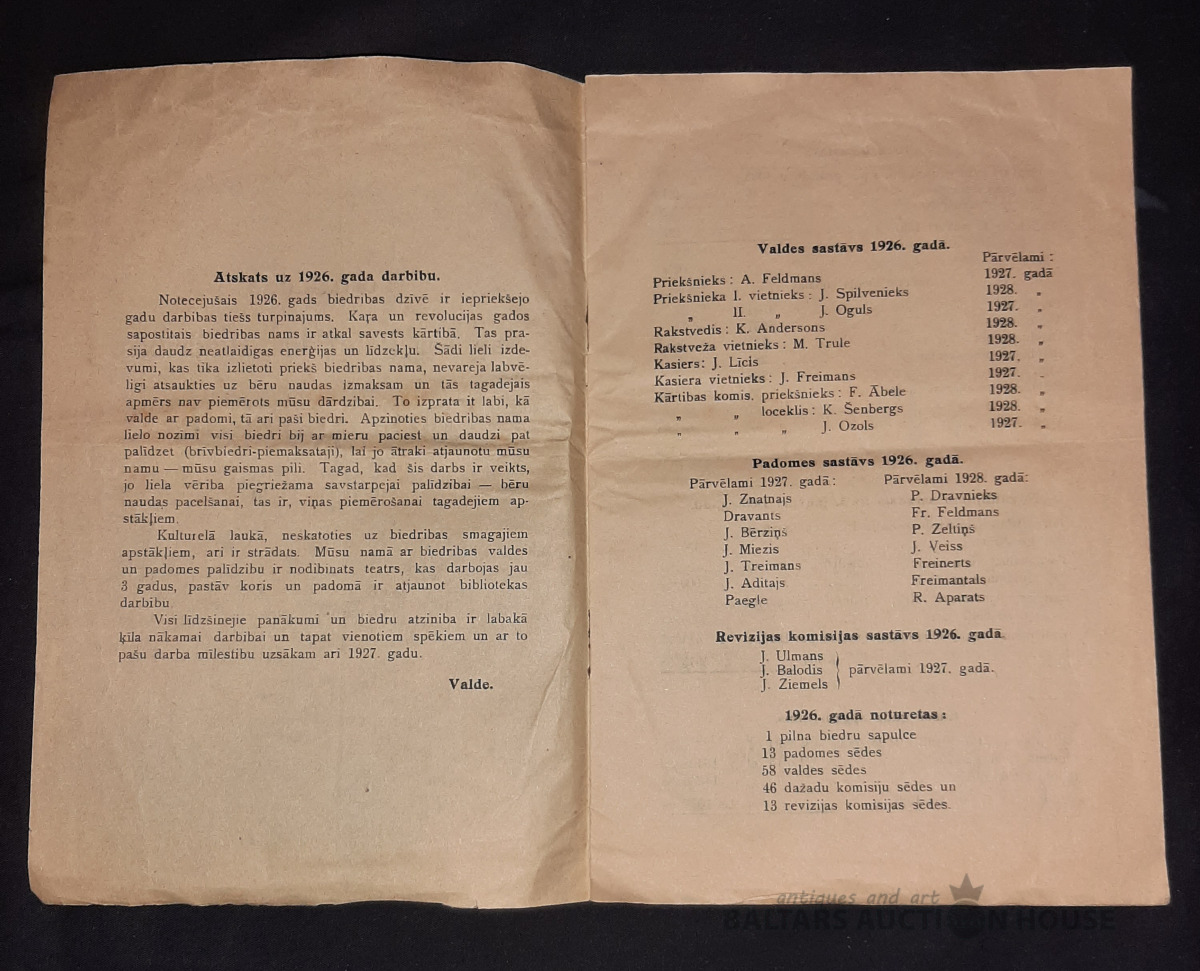 Atskats uz 1926. gada darbibu.
Notecejušais 1926. gads biedribas dzīvē ir iepriekšejo
gadu darbibas tiešs turpinajums. Kaŗa un revolucijas gados
sapostitais biedribas nams ir atkal savests kārtibā. Tas pra-
sija daudz neatlaidigas enerģijas un līdzekļu. Šādi lieli izde-
vumi, kas tika izlietoti priekš biedribas nama, nevareja labvē-
ligi atsaukties uz bēru naudas izmaksam un tās tagadejais
apmērs nav piemērots mūsu dārdzibai. To izprata it labi, kā
valde ar padomi, tā ari paši biedri. Apzinoties biedribas nama
lielo nozimi visi biedri bij ar mieru paciest un daudzi pat
palidzet (brīvbiedri-piemaksataji), lai jo ātraki atjaunotu mūsu
namu — mūsu gaismas pili. Tagad, kad šis darbs ir veikts,
jo liela vēriba piegriežama savstarpejai palidzibai — bēru
naudas pacelšanai, tas ir, viņas piemērošanai tagadejiem ap-
stākļiem.
Kulturelā laukā, neskatoties uz biedribas smagajiem
apstākļiem, ari ir strādats. Mūsu namā ar biedribas valdes
un padomes palīdzibu ir nodibinats teatrs, kas darbojas jau
3 gadus, pastāv koris un padomā ir atjaunot bibliotekas
darbibu.
Visi līdzšinejie panākumi un biedru atziniba ir labakā
ķīla nākamai darbibai un tapat vienotiem spēkiem un ar to
pašu darba mīlestibu uzsākam ari 1927. gadu.
Valde.
Valdes sastāvs 1926. gadā.
Pārvēlami :
Priekšnieks : A. Feldmans 1927. gadā
Priekšnieka I. vietnieks : J. Spilvenieks 1928. „
„ II. „ J. Oguls 1927. „
Rakstvedis : K. Andersons 1928. „
Rakstveža vietnieks : M. Trule 1928. „
Kasiers : J. Līcis 1927. „
Kasiera vietnieks : J. Freimans 1927. „
Kārtibas komis. priekšnieks : F. Ābele 1928. „
„ „ loceklis : K. Šenbergs 1928. „
„ „ „ J. Ozols 1927. „
Padomes sastāvs 1926. gadā.
Pārvēlami 1927. gadā : Pārvēlami 1928. gadā:
J. Znatnajs P. Dravnieks
Dravants Fr. Feldmans
J. Bērziņš P. Zeltiņš
J. Miezis J. Veiss
J. Treimans Freinerts
J. Aditajs Freimantals
Paegle R. Aparats
Revizijas komisijas sastāvs 1926. gadā.
J. Ulmans
J. Balodis } pārvēlami 1927. gadā.
J. Ziemels
1926. gadā noturetas :
1 pilna biedru sapulce
13 padomes sēdes
58 valdes sēdes
46 dažadu komisiju sēdes un
13 revizijas komisijas sēdes.
antiques and art
BALTARS AUCTION HOUSE